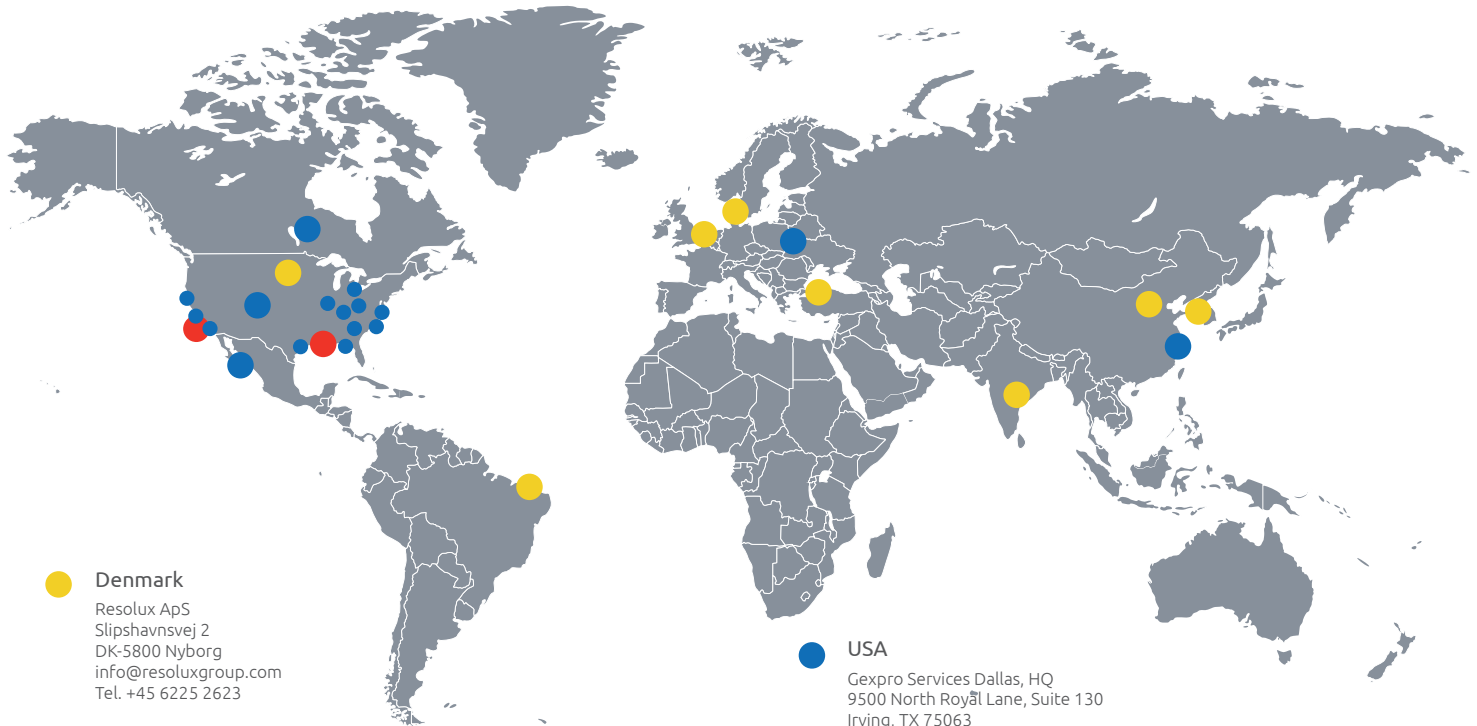 Denmark
Resolux ApS
Slipshavnsvej 2
DK-5800 Nyborg
info@resoluxgroup.com
Tel. +45 6225 2623
USA
Gexpro Services Dallas, HQ
9500 North Royal Lane, Suite 130
Irving, TX 75063